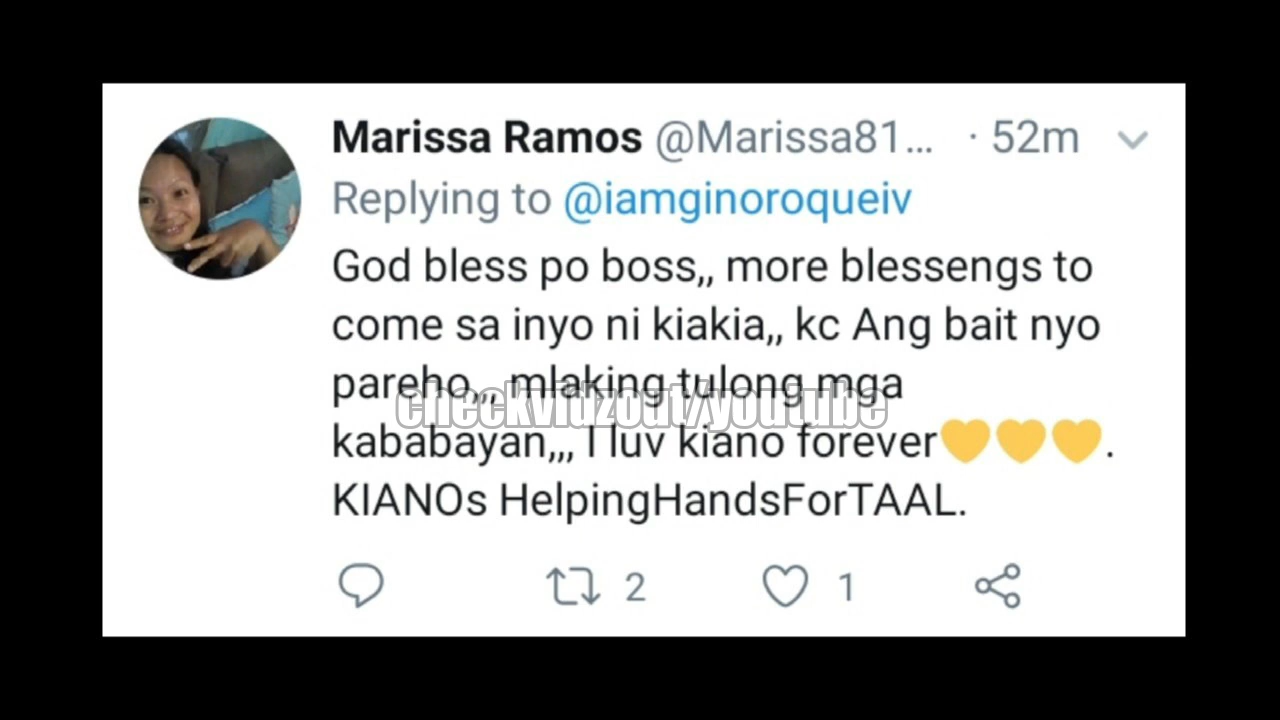 Marissa Ramos @Marissa81... · 52m
Replying to @iamginoroqueiv
God bless po boss,, more blessengs to
come sa inyo ni kiakia,, kc Ang bait nyo
pareho,,, mlaking tulong mga
checkvidzout/youtube
kababayan,,, I luv kiano forever💛💛💛.
KIANOs HelpingHandsForTAAL.
2 1